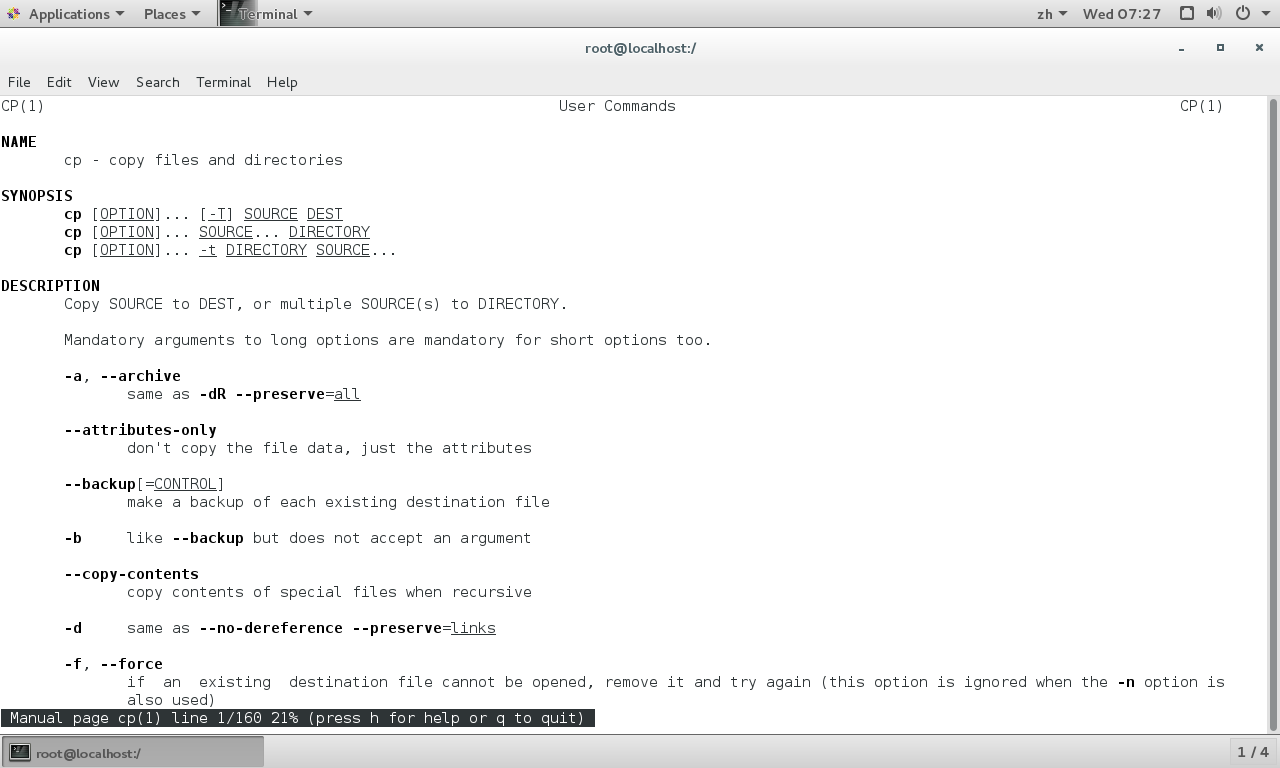 Applications Places Terminal zh Wed 07:27
root@localhost:/
File Edit View Search Terminal Help
CP(1) User Commands CP(1)
NAME
cp - copy files and directories
SYNOPSIS
cp [OPTION]... [-T] SOURCE DEST
cp [OPTION]... SOURCE... DIRECTORY
cp [OPTION]... -t DIRECTORY SOURCE...
DESCRIPTION
Copy SOURCE to DEST, or multiple SOURCE(s) to DIRECTORY.
Mandatory arguments to long options are mandatory for short options too.
-a, --archive
same as -dR --preserve=all
--attributes-only
don't copy the file data, just the attributes
--backup[=CONTROL]
make a backup of each existing destination file
-b like --backup but does not accept an argument
--copy-contents
copy contents of special files when recursive
-d same as --no-dereference --preserve=links
-f, --force
if an existing destination file cannot be opened, remove it and try again (this option is ignored when the -n option is
also used)
Manual page cp(1) line 1/160 21% (press h for help or q to quit)
root@localhost:/ 1 / 4